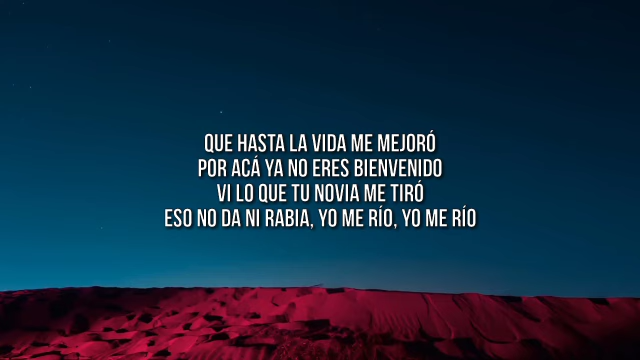 QUE HASTA LA VIDA ME MEJORÓ
POR ACÁ YA NO ERES BIENVENIDO
VI LO QUE TU NOVIA ME TIRÓ
ESO NO DA NI RABIA, YO ME RÍO, YO ME RÍO